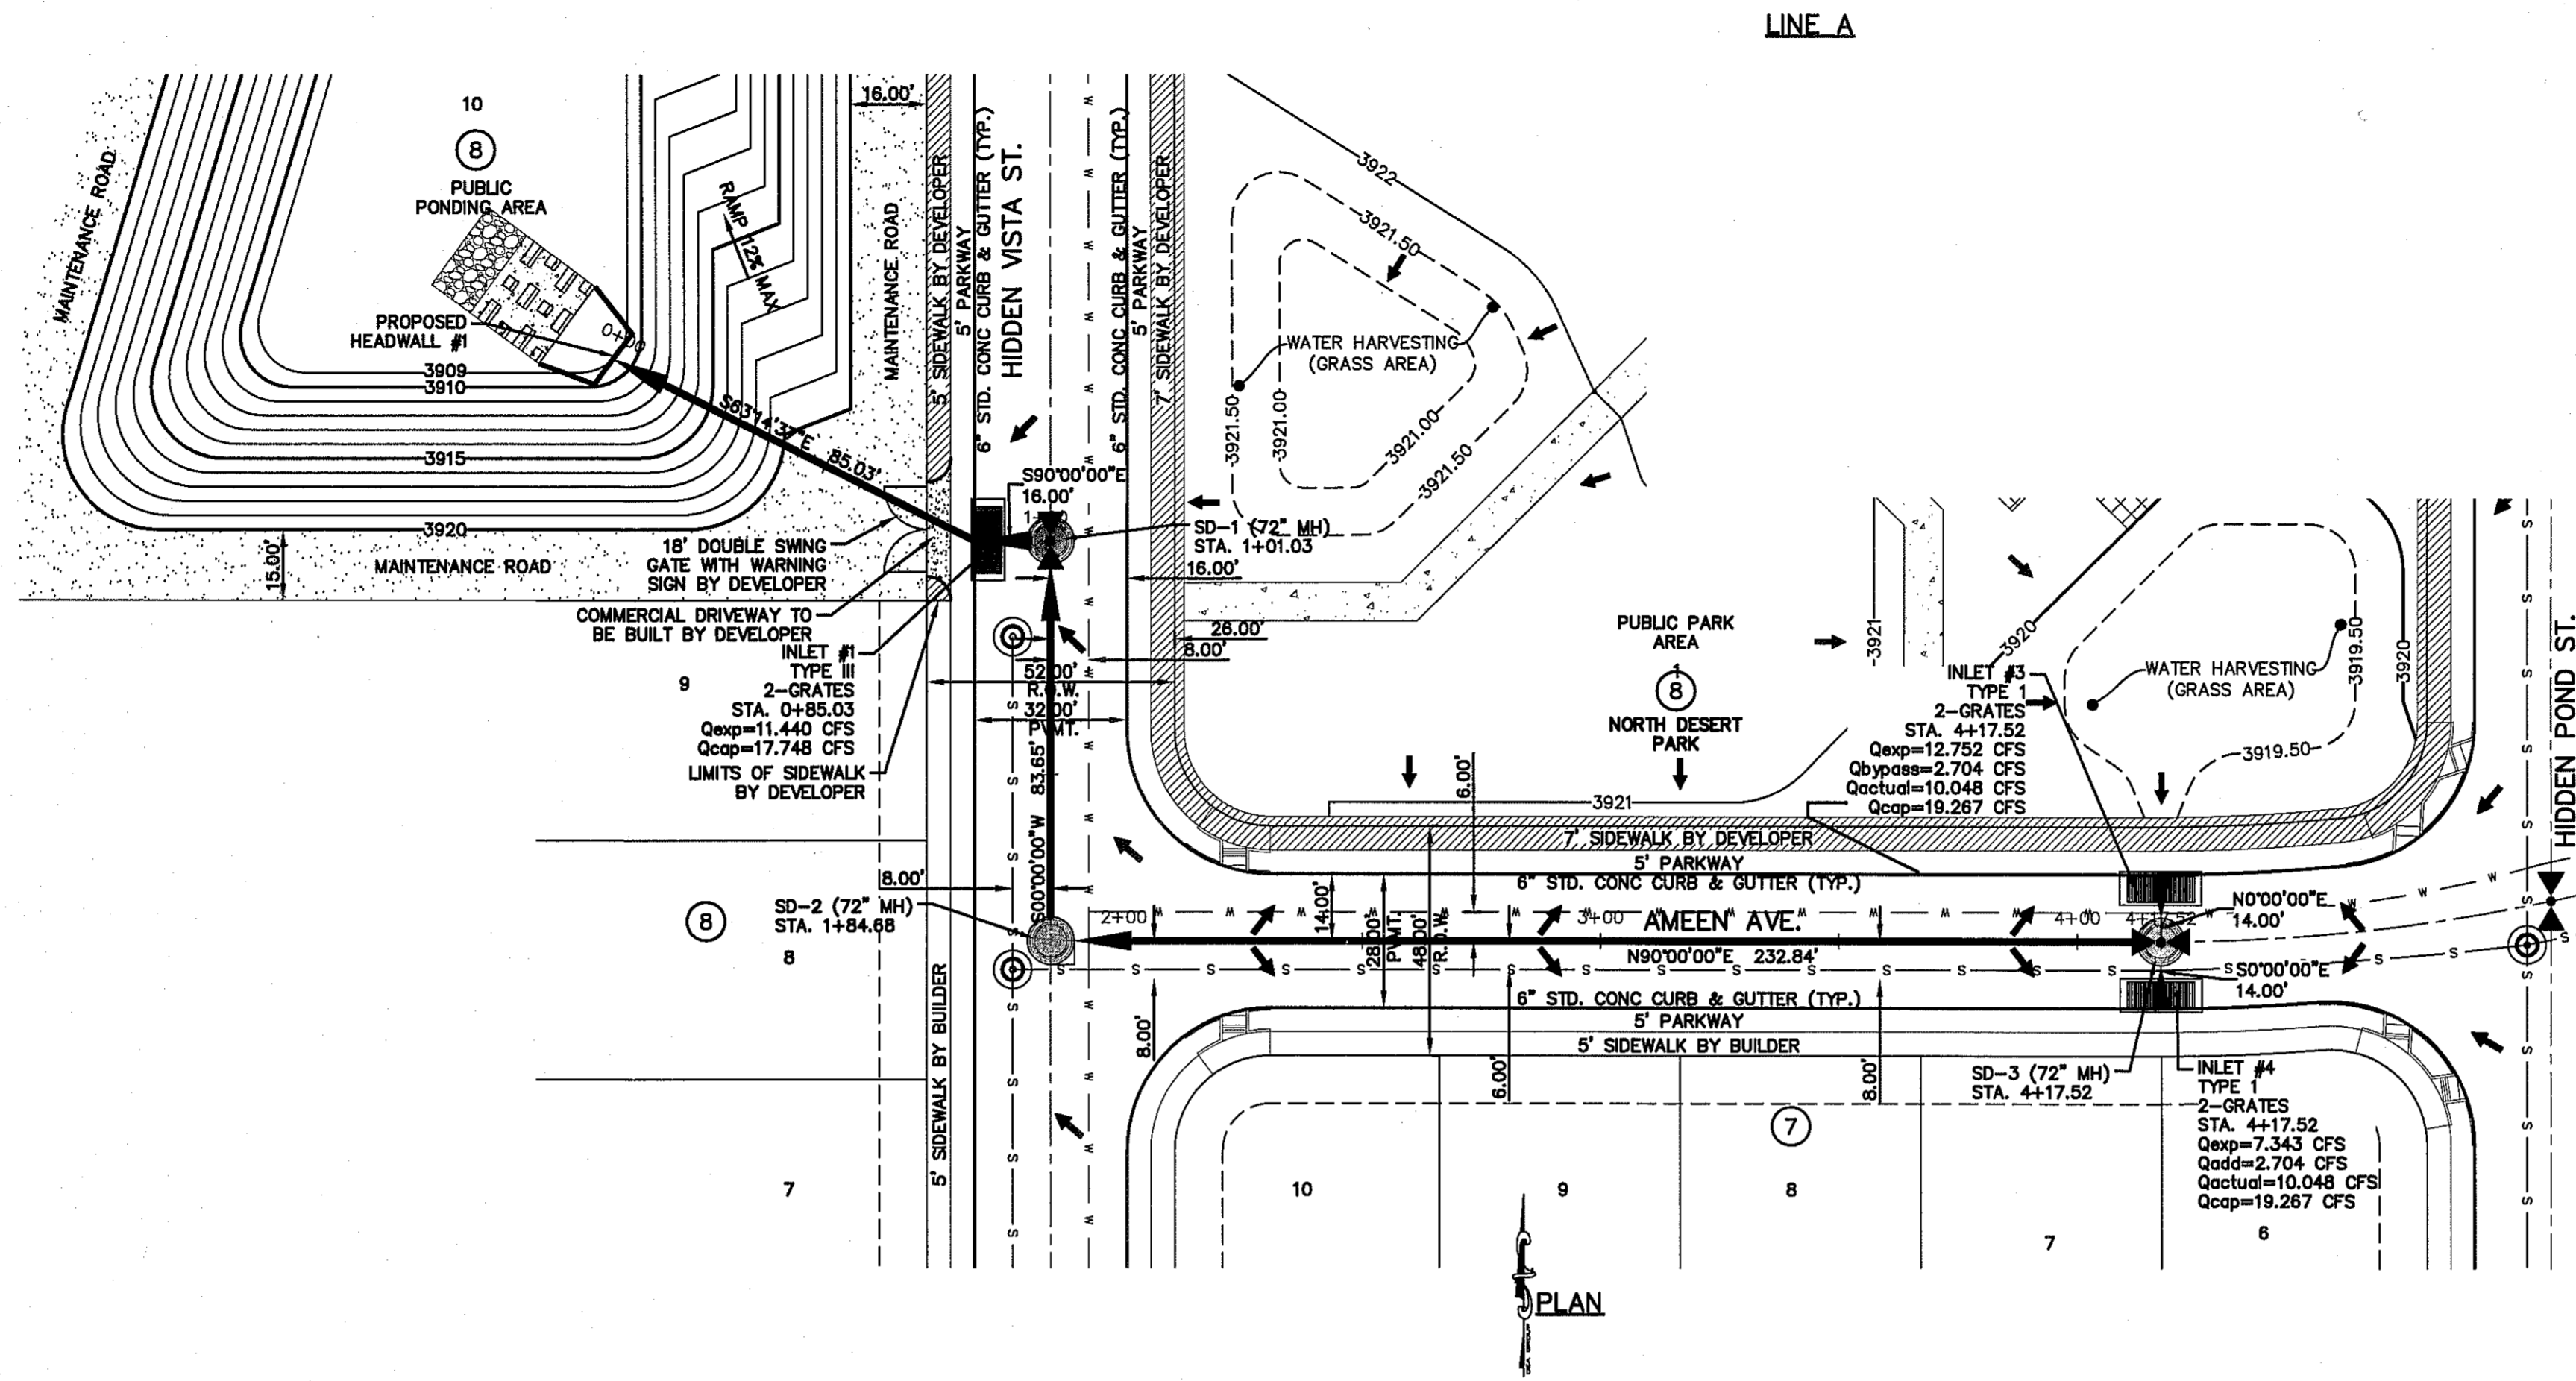 LINE A
10
8
PUBLIC
PONDING AREA
MAINTENANCE ROAD
RAMP 12% MAX
16.00'
MAINTENANCE ROAD
PROPOSED
HEADWALL #1
0+00
3909
3910
3915
3920
S63°14'37"E 85.03'
15.00'
MAINTENANCE ROAD
18' DOUBLE SWING
GATE WITH WARNING
SIGN BY DEVELOPER
COMMERCIAL DRIVEWAY TO
BE BUILT BY DEVELOPER
INLET #1
TYPE III
2-GRATES
STA. 0+85.03
Qexp=11.440 CFS
Qcap=17.748 CFS
LIMITS OF SIDEWALK
BY DEVELOPER
9
5' SIDEWALK BY DEVELOPER
5' PARKWAY
6" STD. CONC CURB & GUTTER (TYP.)
HIDDEN VISTA ST.
6" STD. CONC CURB & GUTTER (TYP.)
5' PARKWAY
7' SIDEWALK BY DEVELOPER
S90°00'00"E
16.00'
SD-1 (72" MH)
STA. 1+01.03
16.00'
26.00'
8.00'
52.00'
R.O.W.
32.00'
PVMT.
S00°00'00"W 83.65'
8.00'
SD-2 (72" MH)
STA. 1+84.68
8
8
7
5' SIDEWALK BY BUILDER
3922
3921.50
WATER HARVESTING
(GRASS AREA)
3921.50
3921.00
3921.00
3921.50
PUBLIC PARK
AREA
1
8
NORTH DESERT
PARK
3921
3921
3920
INLET #3
TYPE 1
2-GRATES
STA. 4+17.52
Qexp=12.752 CFS
Qbypass=2.704 CFS
Qactual=10.048 CFS
Qcap=19.267 CFS
WATER HARVESTING
(GRASS AREA)
3919.50
3919.50
3920
HIDDEN POND ST.
6.00'
7' SIDEWALK BY DEVELOPER
5' PARKWAY
6" STD. CONC CURB & GUTTER (TYP.)
2+00
3+00
AMEEN AVE.
4+00
4+17.52
N0°00'00"E
14.00'
14.00'
28.00'
PVMT.
48.00'
R.O.W.
N90°00'00"E 232.84'
S0°00'00"E
14.00'
6" STD. CONC CURB & GUTTER (TYP.)
5' PARKWAY
5' SIDEWALK BY BUILDER
8.00'
6.00'
8.00'
SD-3 (72" MH)
STA. 4+17.52
INLET #4
TYPE 1
2-GRATES
STA. 4+17.52
Qexp=7.343 CFS
Qadd=2.704 CFS
Qactual=10.048 CFS
Qcap=19.267 CFS
7
10
9
8
7
6
PLAN